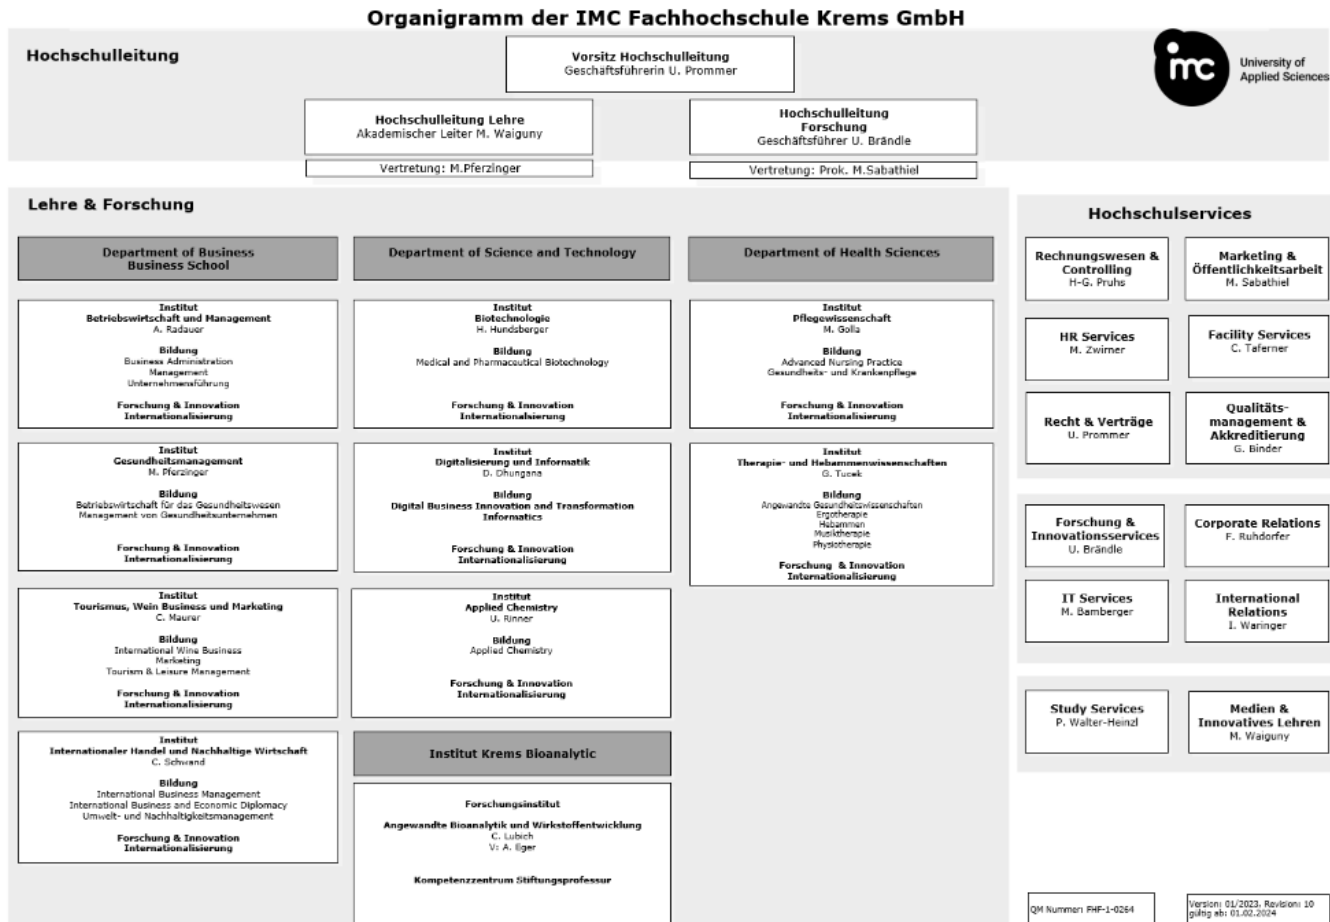 Organigramm der IMC Fachhochschule Krems GmbH
Hochschulleitung
Vorsitz Hochschulleitung
Geschäftsführerin U. Prommer
imc
University of
Applied Sciences
Hochschulleitung Lehre
Akademischer Leiter M. Waiguny
Vertretung: M.Pferzinger
Hochschulleitung
Forschung
Geschäftsführer U. Brändle
Vertretung: Prok. M.Sabathiel
Lehre & Forschung
Department of Business
Business School
Institut
Betriebswirtschaft und Management
A. Radauer
Bildung
Business Administration
Management
Unternehmensführung
Forschung & Innovation
Internationalisierung
Institut
Gesundheitsmanagement
M. Pferzinger
Bildung
Betriebswirtschaft für das Gesundheitswesen
Management von Gesundheitsunternehmen
Forschung & Innovation
Internationalisierung
Institut
Tourismus, Wein Business und Marketing
C. Maurer
Bildung
International Wine Business
Marketing
Tourism & Leisure Management
Forschung & Innovation
Internationalisierung
Institut
Internationaler Handel und Nachhaltige Wirtschaft
C. Schwand
Bildung
International Business Management
International Business and Economic Diplomacy
Umwelt- und Nachhaltigkeitsmanagement
Forschung & Innovation
Internationalisierung
Department of Science and Technology
Institut
Biotechnologie
H. Hundsberger
Bildung
Medical and Pharmaceutical Biotechnology
Forschung & Innovation
Internationalsierung
Institut
Digitalisierung und Informatik
D. Dhungana
Bildung
Digital Business Innovation and Transformation
Informatics
Forschung & Innovation
Internationalisierung
Institut
Applied Chemistry
U. Rinner
Bildung
Applied Chemistry
Forschung & Innovation
Internationalisierung
Institut Krems Bioanalytic
Forschungsinstitut
Angewandte Bioanalytik und Wirkstoffentwicklung
C. Lubich
V: A. Eger
Kompetenzzentrum Stiftungsprofessur
Department of Health Sciences
Institut
Pflegewissenschaft
M. Golla
Bildung
Advanced Nursing Practice
Gesundheits- und Krankenpflege
Forschung & Innovation
Internationalisierung
Institut
Therapie- und Hebammenwissenschaften
G. Tucek
Bildung
Angewandte Gesundheitswissenschaften
Ergotherapie
Hebammen
Musiktherapie
Physiotherapie
Forschung & Innovation
Internationalisierung
Hochschulservices
Rechnungswesen &
Controlling
H-G. Pruhs
Marketing &
Öffentlichkeitsarbeit
M. Sabathiel
HR Services
M. Zwirner
Facility Services
C. Taferner
Recht & Verträge
U. Prommer
Qualitäts-
management &
Akkreditierung
G. Binder
Forschung &
Innovationsservices
U. Brändle
Corporate Relations
F. Ruhdorfer
IT Services
M. Bamberger
International
Relations
I. Waringer
Study Services
P. Walter-Heinzl
Medien &
Innovatives Lehren
M. Waiguny
QM Nummer: FHF-1-0264
Version: 01/2023, Revision: 10
gültig ab: 01.02.2024